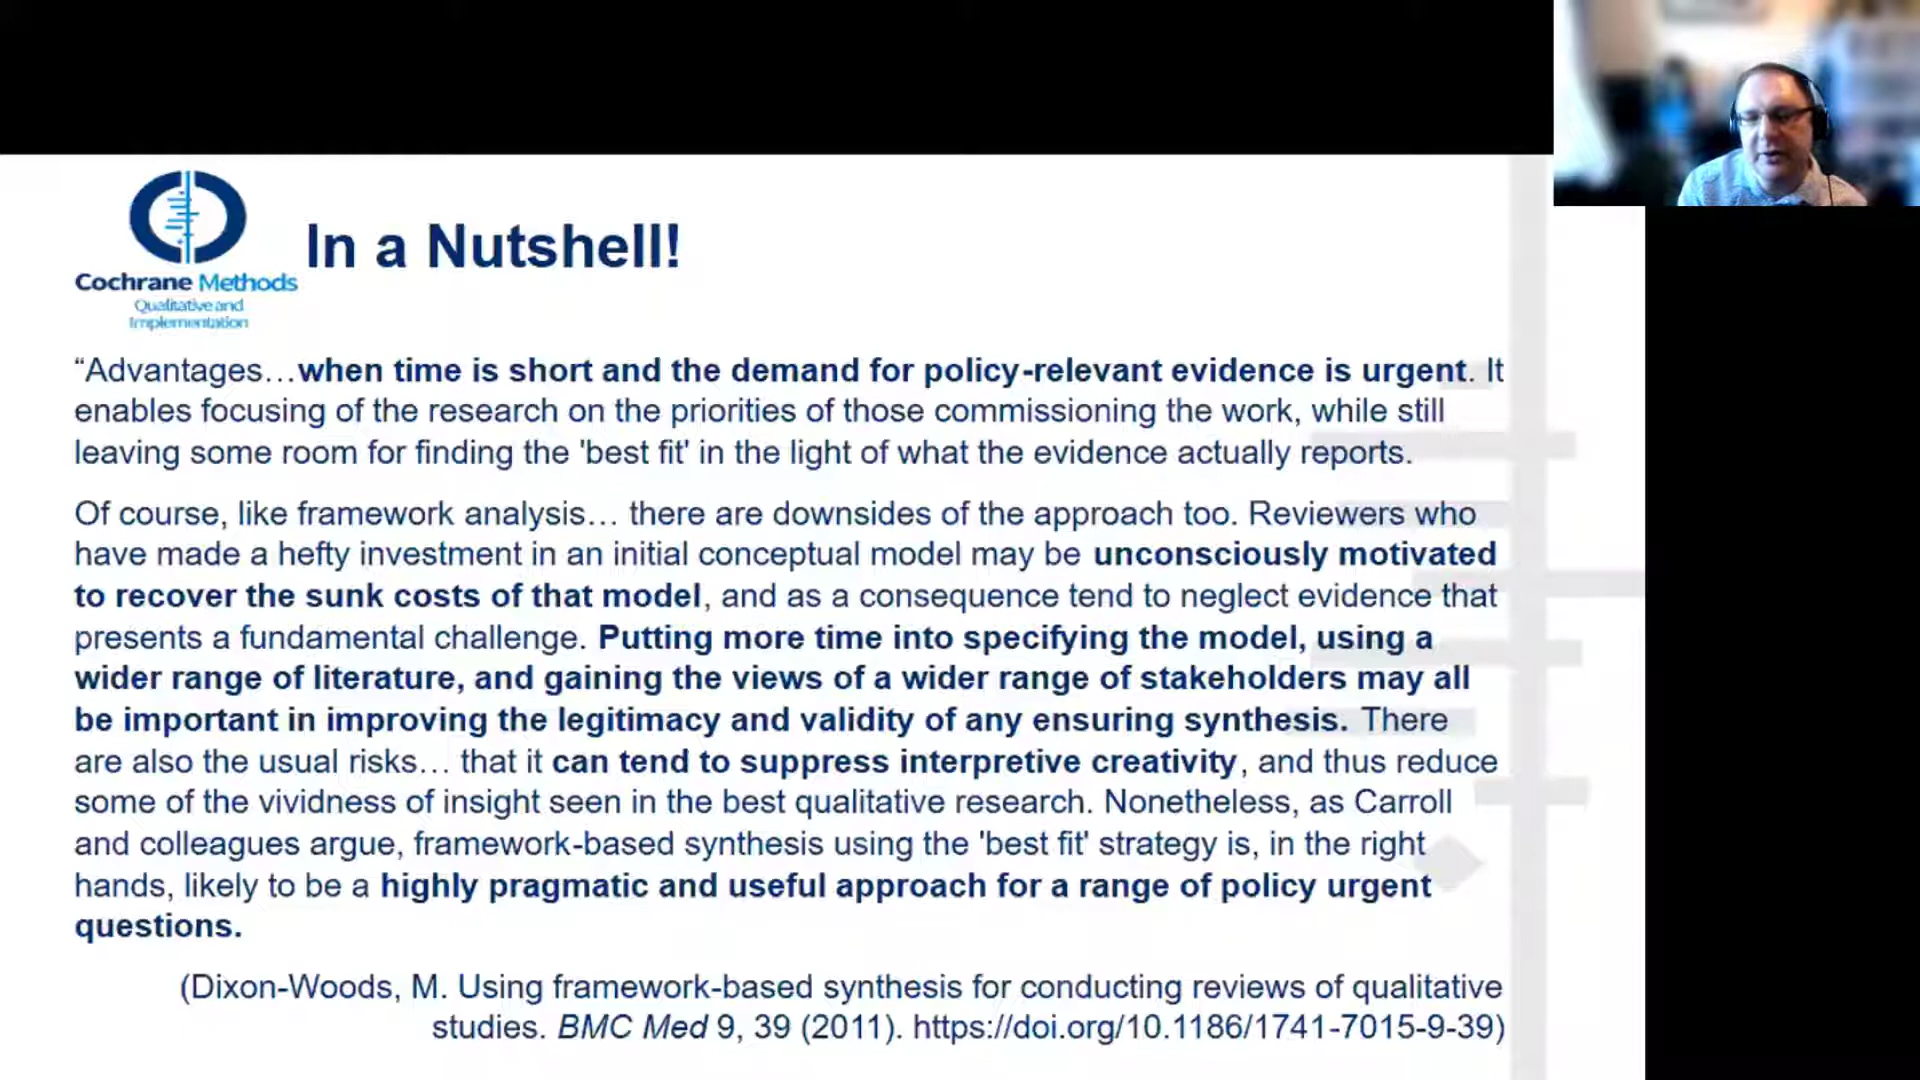 Cochrane Methods
Qualitative and
Implementation
In a Nutshell!
“Advantages…when time is short and the demand for policy-relevant evidence is urgent. It
enables focusing of the research on the priorities of those commissioning the work, while still
leaving some room for finding the 'best fit' in the light of what the evidence actually reports.
Of course, like framework analysis… there are downsides of the approach too. Reviewers who
have made a hefty investment in an initial conceptual model may be unconsciously motivated
to recover the sunk costs of that model, and as a consequence tend to neglect evidence that
presents a fundamental challenge. Putting more time into specifying the model, using a
wider range of literature, and gaining the views of a wider range of stakeholders may all
be important in improving the legitimacy and validity of any ensuring synthesis. There
are also the usual risks… that it can tend to suppress interpretive creativity, and thus reduce
some of the vividness of insight seen in the best qualitative research. Nonetheless, as Carroll
and colleagues argue, framework-based synthesis using the 'best fit' strategy is, in the right
hands, likely to be a highly pragmatic and useful approach for a range of policy urgent
questions.
(Dixon-Woods, M. Using framework-based synthesis for conducting reviews of qualitative
studies. BMC Med 9, 39 (2011). https://doi.org/10.1186/1741-7015-9-39)